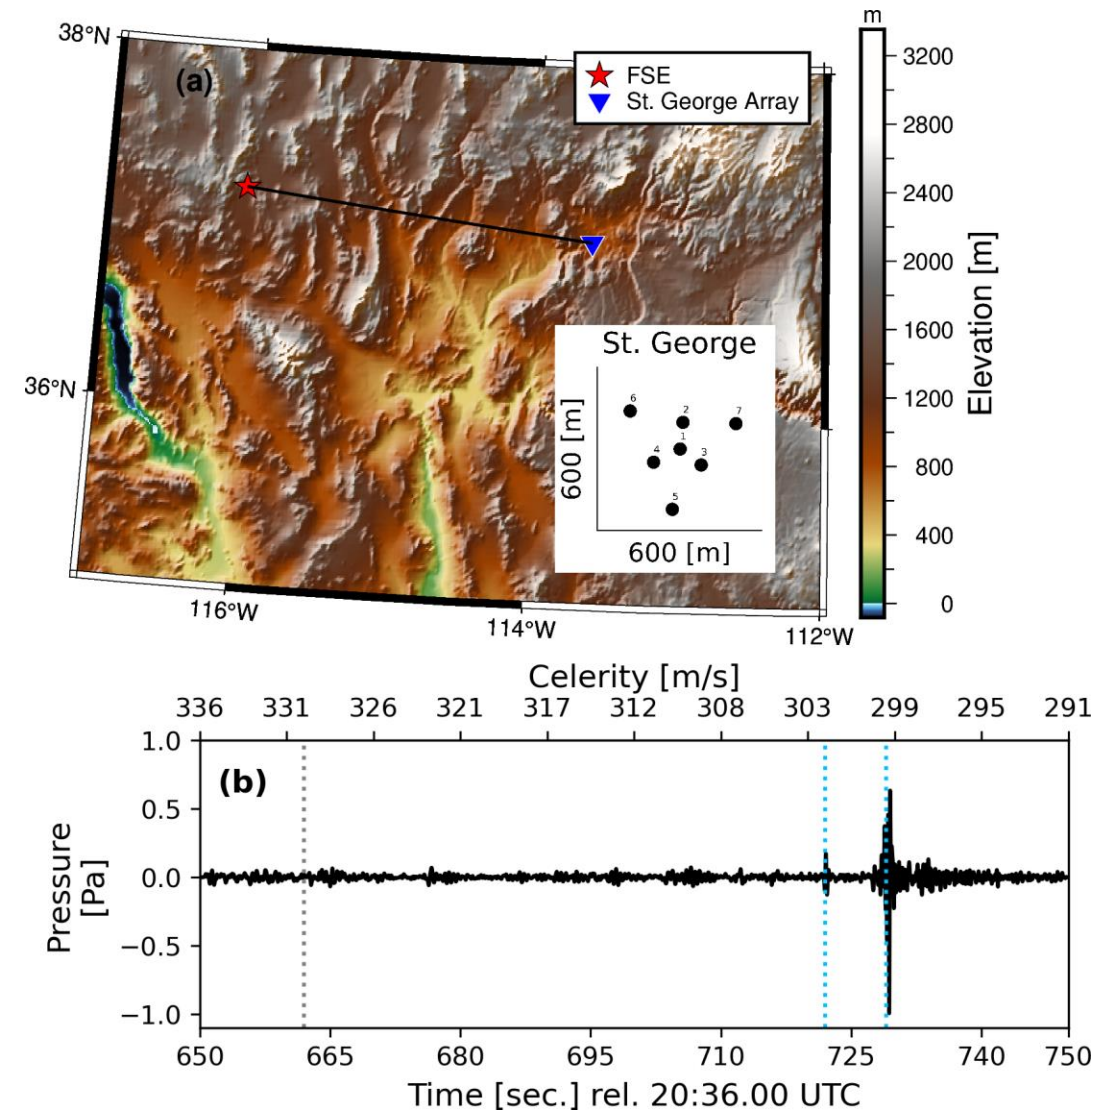 m
38°N
(a)
FSE
St. George Array
3200
2800
2400
2000
1600
1200
800
400
0
Elevation [m]
36°N
St. George
6
2
7
1
4
3
5
600 [m]
600 [m]
116°W
114°W
112°W
Celerity [m/s]
336 331 326 321 317 312 308 303 299 295 291
1.0
(b)
0.5
0.0
−0.5
−1.0
Pressure
[Pa]
650 665 680 695 710 725 740 750
Time [sec.] rel. 20:36.00 UTC